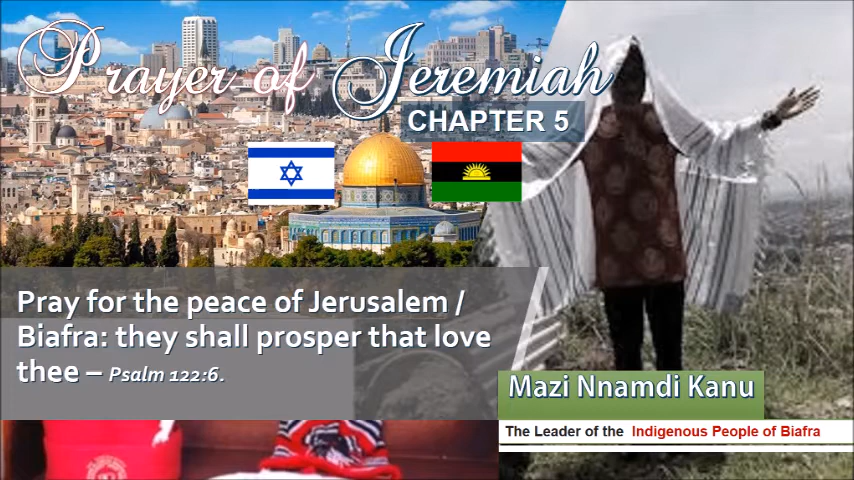 Prayer of Jeremiah
CHAPTER 5
Pray for the peace of Jerusalem /
Biafra: they shall prosper that love
thee – Psalm 122:6.
Mazi Nnamdi Kanu
The Leader of the Indigenous People of Biafra